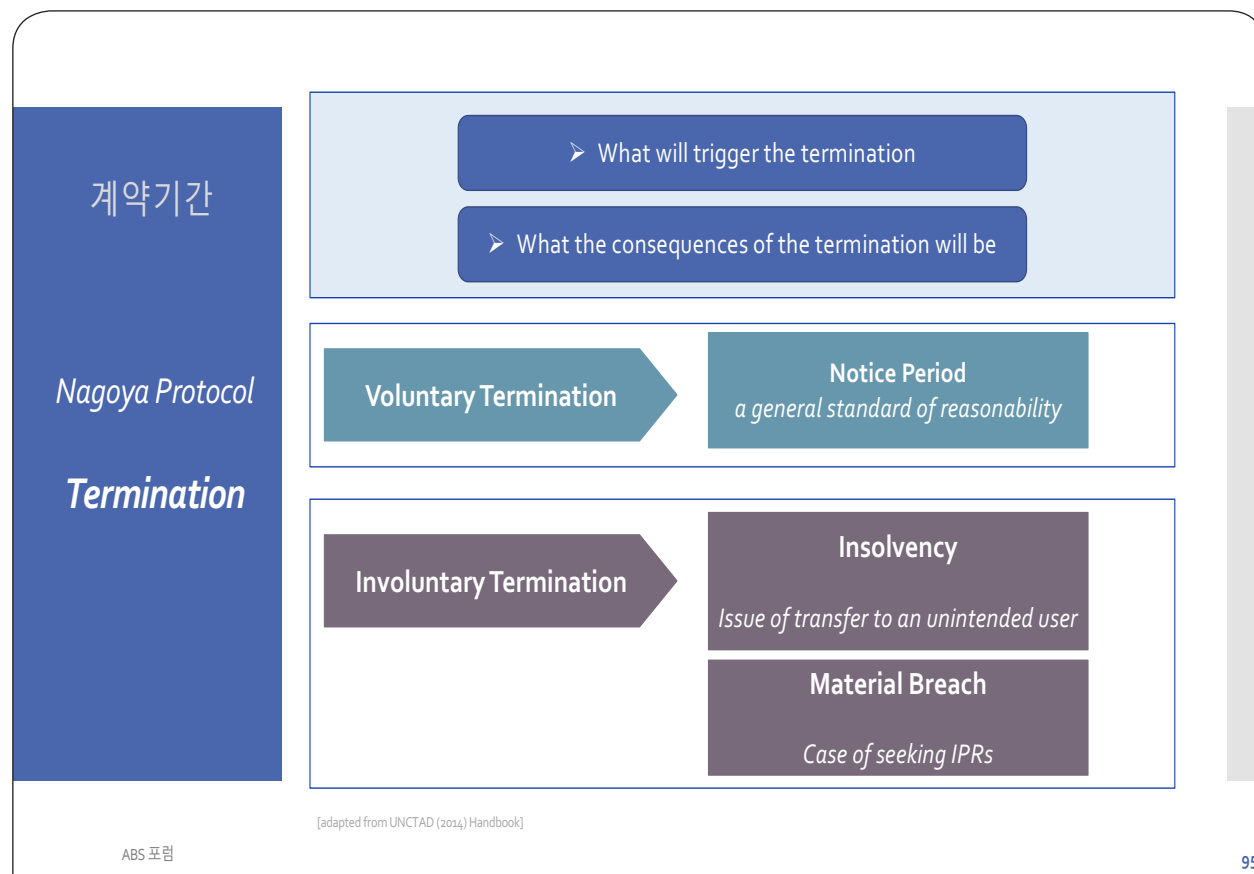 계약기간
Nagoya Protocol
Termination
➢ What will trigger the termination
➢ What the consequences of the termination will be
Voluntary Termination
Notice Period
a general standard of reasonability
Involuntary Termination
Insolvency
Issue of transfer to an unintended user
Material Breach
Case of seeking IPRs
[adapted from UNCTAD (2014) Handbook]
ABS 포럼
95